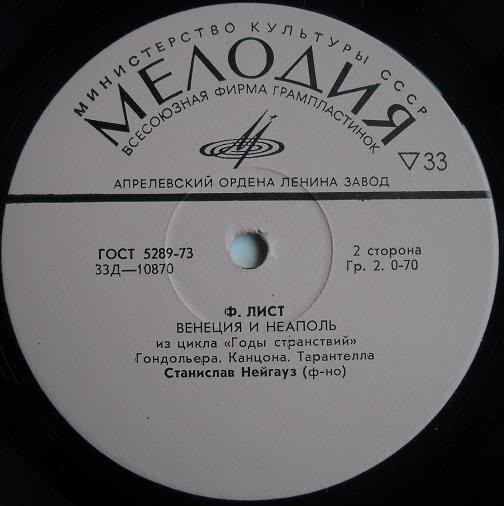 МИНИСТЕРСТВО КУЛЬТУРЫ СССР
МЕЛОДИЯ
ВСЕСОЮЗНАЯ ФИРМА ГРАМПЛАСТИНОК
▽33
АПРЕЛЕВСКИЙ ОРДЕНА ЛЕНИНА ЗАВОД
ГОСТ 5289-73
33Д—10870
2 сторона
Гр. 2. 0-70
Ф. ЛИСТ
ВЕНЕЦИЯ И НЕАПОЛЬ
из цикла «Годы странствий»
Гондольера. Канцона. Тарантелла
Станислав Нейгауз (ф-но)